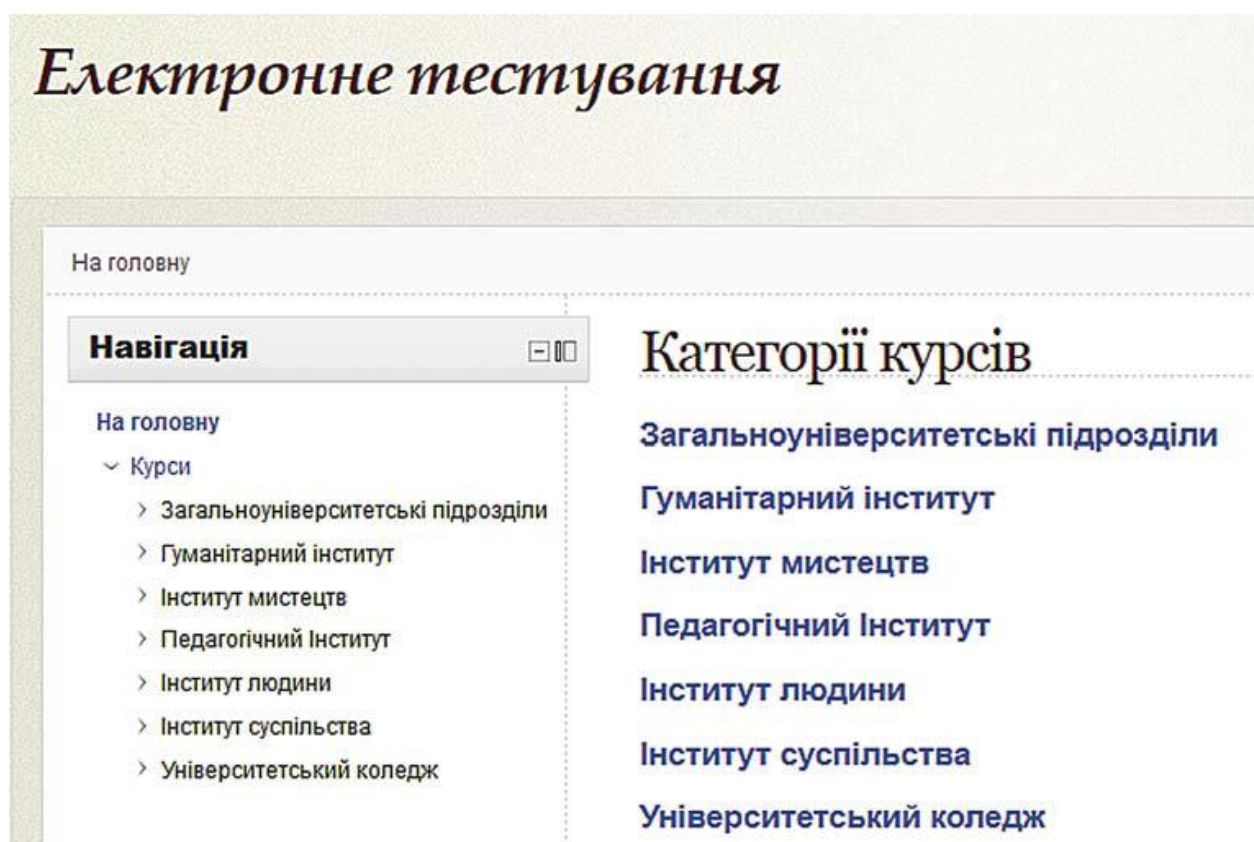 Електронне тестування
На головну
Навігація
На головну
Курси
Загальноуніверситетські підрозділи
Гуманітарний інститут
Інститут мистецтв
Педагогічний Інститут
Інститут людини
Інститут суспільства
Університетський коледж
Категорії курсів
Загальноуніверситетські підрозділи
Гуманітарний інститут
Інститут мистецтв
Педагогічний Інститут
Інститут людини
Інститут суспільства
Університетський коледж